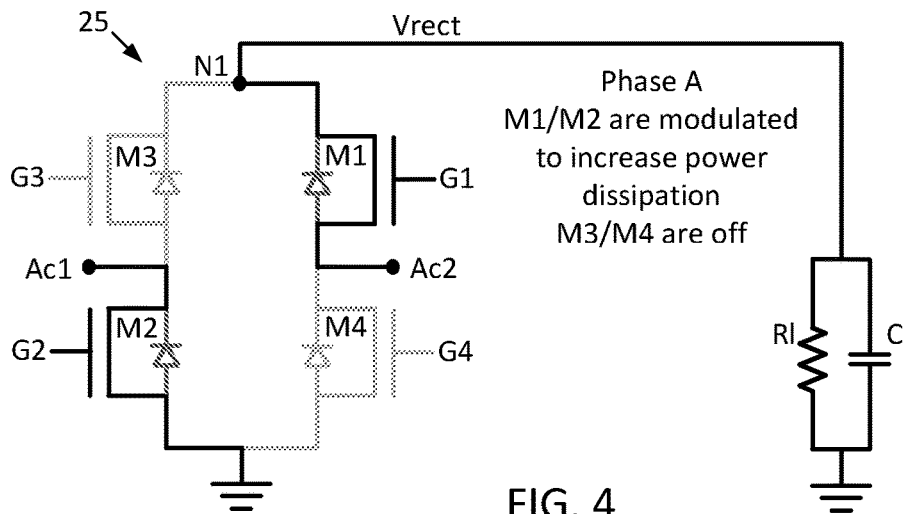 25
Vrect
N1
Phase A
M1/M2 are modulated
to increase power
dissipation
M3/M4 are off
G3
M3
M1
G1
Ac1
Ac2
G2
M2
M4
G4
Rl
C
FIG. 4